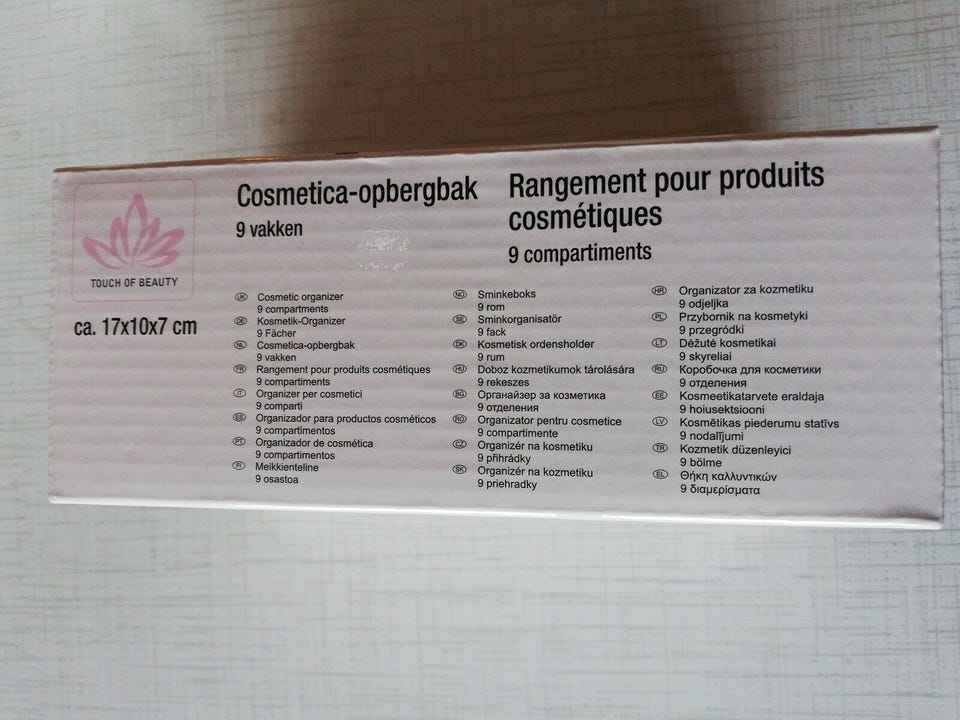 TOUCH OF BEAUTY
ca. 17x10x7 cm
Cosmetica-opbergbak
9 vakken
Rangement pour produits
cosmétiques
9 compartiments
UK Cosmetic organizer
9 compartments
DE Kosmetik-Organizer
9 Fächer
NL Cosmetica-opbergbak
9 vakken
FR Rangement pour produits cosmétiques
9 compartiments
IT Organizer per cosmetici
9 comparti
ES Organizador para productos cosméticos
9 compartimentos
PT Organizador de cosmética
9 compartimentos
FI Meikkienteline
9 osastoa
NO Sminkeboks
9 rom
SE Sminkorganisatör
9 fack
DK Kosmetisk ordensholder
9 rum
HU Doboz kozmetikumok tárolására
9 rekeszes
BG Органайзер за козметика
9 отделения
RO Organizator pentru cosmetice
9 compartimente
CZ Organizér na kosmetiku
9 přihrádky
SK Organizér na kozmetiku
9 priehradky
HR Organizator za kozmetiku
9 odjeljka
PL Przybornik na kosmetyki
9 przegródki
LT Dėžutė kosmetikai
9 skyreliai
RU Коробочка для косметики
9 отделения
EE Kosmeetikatarvete eraldaja
9 hoiusektsiooni
LV Kosmētikas piederumu statīvs
9 nodalījumi
TR Kozmetik düzenleyici
9 bölme
EL Θήκη καλλυντικών
9 διαμερίσματα